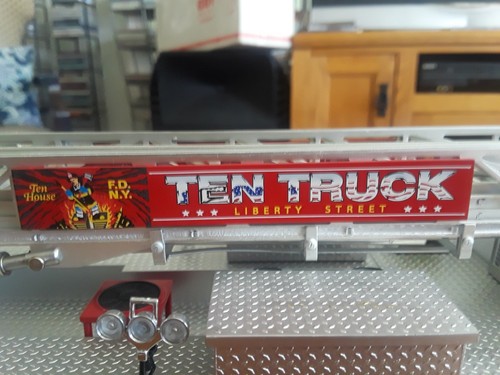 Ten
House
F.D.
N.Y.
TEN TRUCK
LIBERTY STREET